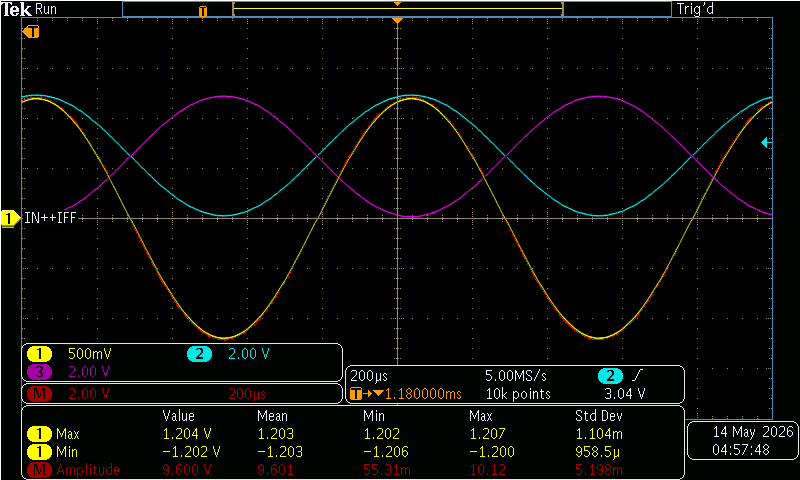 Tek Run
Trig'd
T
T
1 IN++IFF
1 500mV 2 2.00 V
3 2.00 V
M 2.00 V 200µs
200µs 5.00MS/s 2
T→▼1.180000ms 10k points 3.04 V
Value Mean Min Max Std Dev
1 Max 1.204 V 1.203 1.202 1.207 1.104m
1 Min −1.202 V −1.203 −1.206 −1.200 958.5µ
M Amplitude 9.600 V 9.601 55.31m 10.12 5.198m
14 May 2026
04:57:48